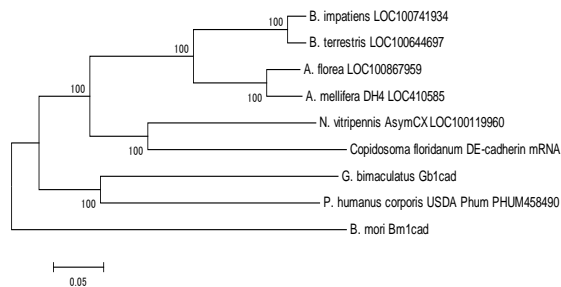 100
B. impatiens LOC100741934
B. terrestris LOC100644697
100
A. florea LOC100867959
100
A. mellifera DH4 LOC410585
100
N. vitripennis AsymCX LOC100119960
100
Copidosoma floridanum DE-cadherin mRNA
G. bimaculatus Gb1cad
100
P. humanus corporis USDA Phum PHUM458490
B. mori Bm1cad
0.05